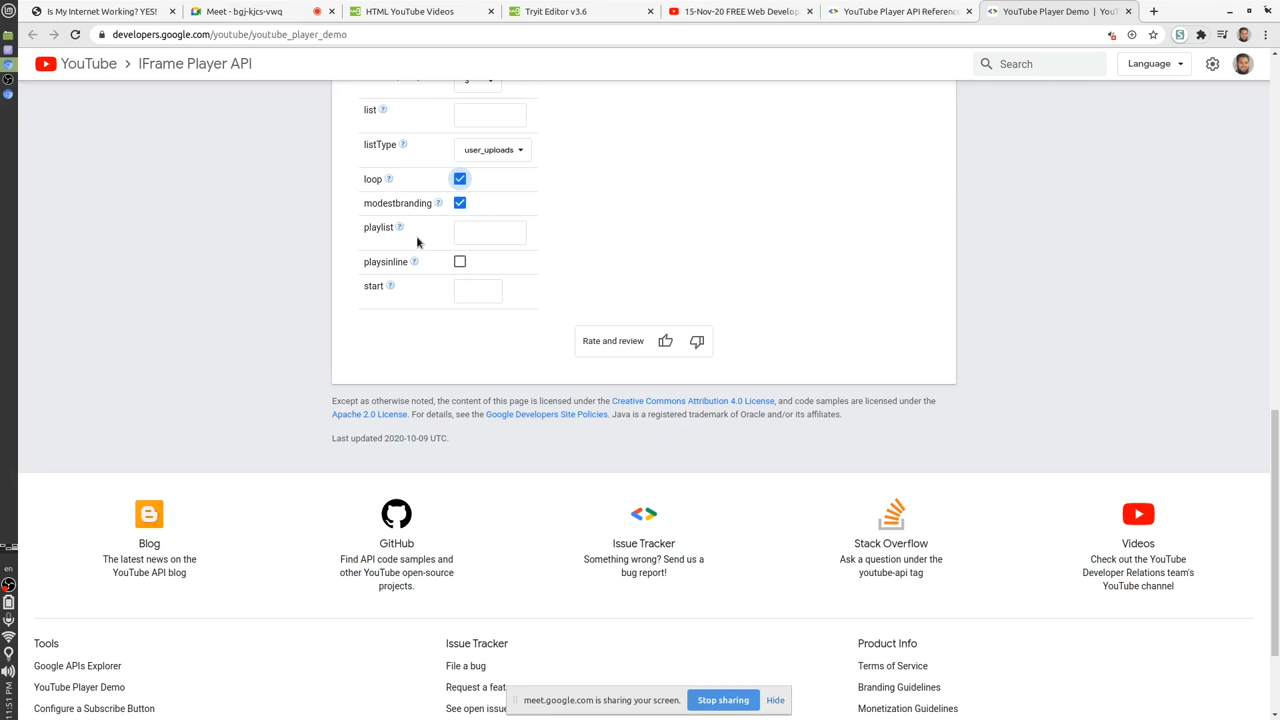 Is My Internet Working? YES!
Meet - bgj-kjcs-vwq
HTML YouTube Videos
Tryit Editor v3.6
15-Nov-20 FREE Web Develop
YouTube Player API Reference
YouTube Player Demo | YouT
developers.google.com/youtube/youtube_player_demo
YouTube > IFrame Player API
Search
Language
list
listType
user_uploads
loop
modestbranding
playlist
playsinline
start
Rate and review
Except as otherwise noted, the content of this page is licensed under the Creative Commons Attribution 4.0 License, and code samples are licensed under the
Apache 2.0 License. For details, see the Google Developers Site Policies. Java is a registered trademark of Oracle and/or its affiliates.
Last updated 2020-10-09 UTC.
Blog
The latest news on the
YouTube API blog
GitHub
Find API code samples and
other YouTube open-source
projects.
Issue Tracker
Something wrong? Send us a
bug report!
Stack Overflow
Ask a question under the
youtube-api tag
Videos
Check out the YouTube
Developer Relations team's
YouTube channel
Tools
Google APIs Explorer
YouTube Player Demo
Configure a Subscribe Button
Issue Tracker
File a bug
Request a feat
See open issue
Product Info
Terms of Service
Branding Guidelines
Monetization Guidelines
meet.google.com is sharing your screen.
Stop sharing
Hide
en
11:51 PM